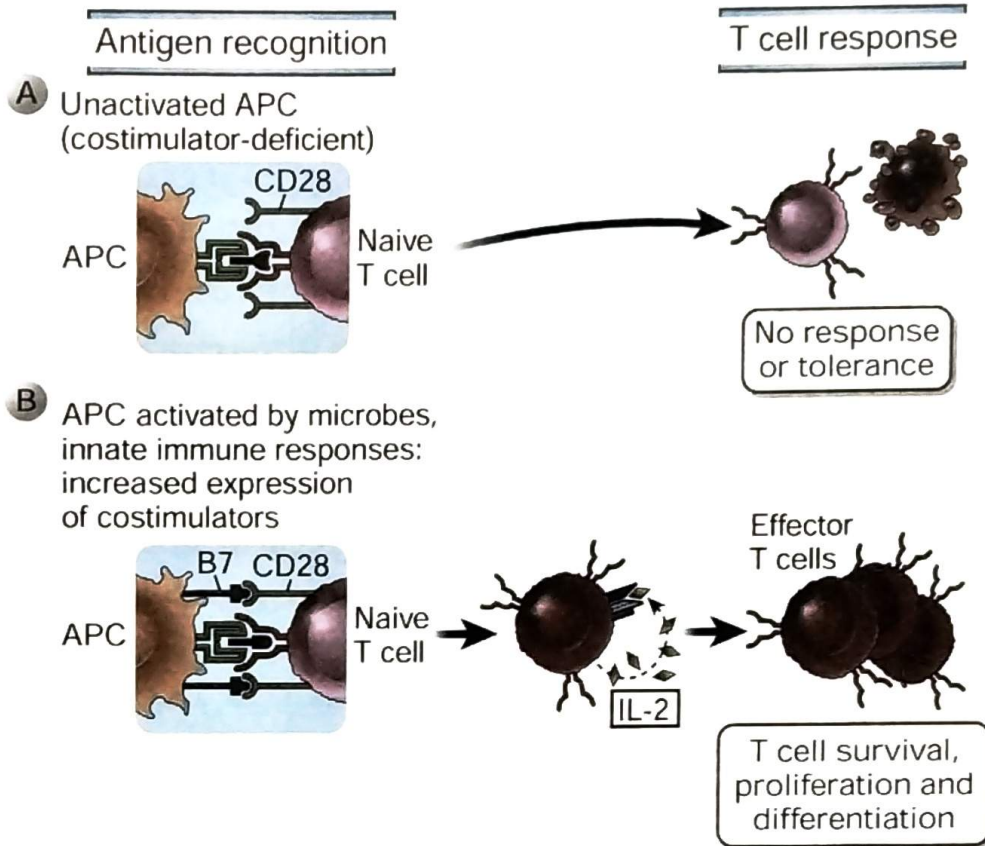 Antigen recognition
T cell response
A
Unactivated APC
(costimulator-deficient)
CD28
APC
Naive
T cell
No response
or tolerance
B
APC activated by microbes,
innate immune responses:
increased expression
of costimulators
B7
CD28
APC
Naive
T cell
IL-2
Effector
T cells
T cell survival,
proliferation and
differentiation